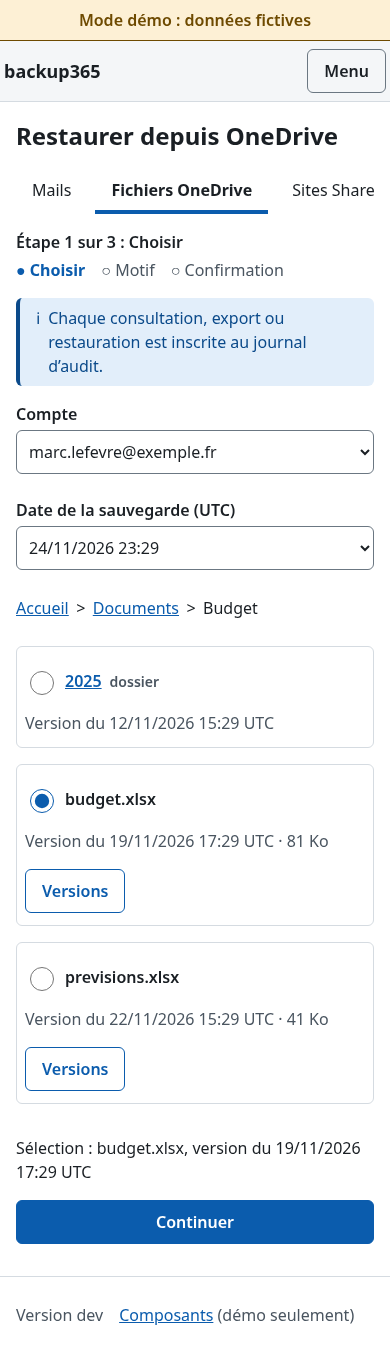 Mode démo : données fictives
backup365
Menu
Restaurer depuis OneDrive
Mails
Fichiers OneDrive
Sites Share
Étape 1 sur 3 : Choisir
● Choisir ○ Motif ○ Confirmation
i Chaque consultation, export ou
restauration est inscrite au journal
d’audit.
Compte
marc.lefevre@exemple.fr
Date de la sauvegarde (UTC)
24/11/2026 23:29
Accueil > Documents > Budget
2025 dossier
Version du 12/11/2026 15:29 UTC
budget.xlsx
Version du 19/11/2026 17:29 UTC · 81 Ko
Versions
previsions.xlsx
Version du 22/11/2026 15:29 UTC · 41 Ko
Versions
Sélection : budget.xlsx, version du 19/11/2026
17:29 UTC
Continuer
Version dev Composants (démo seulement)